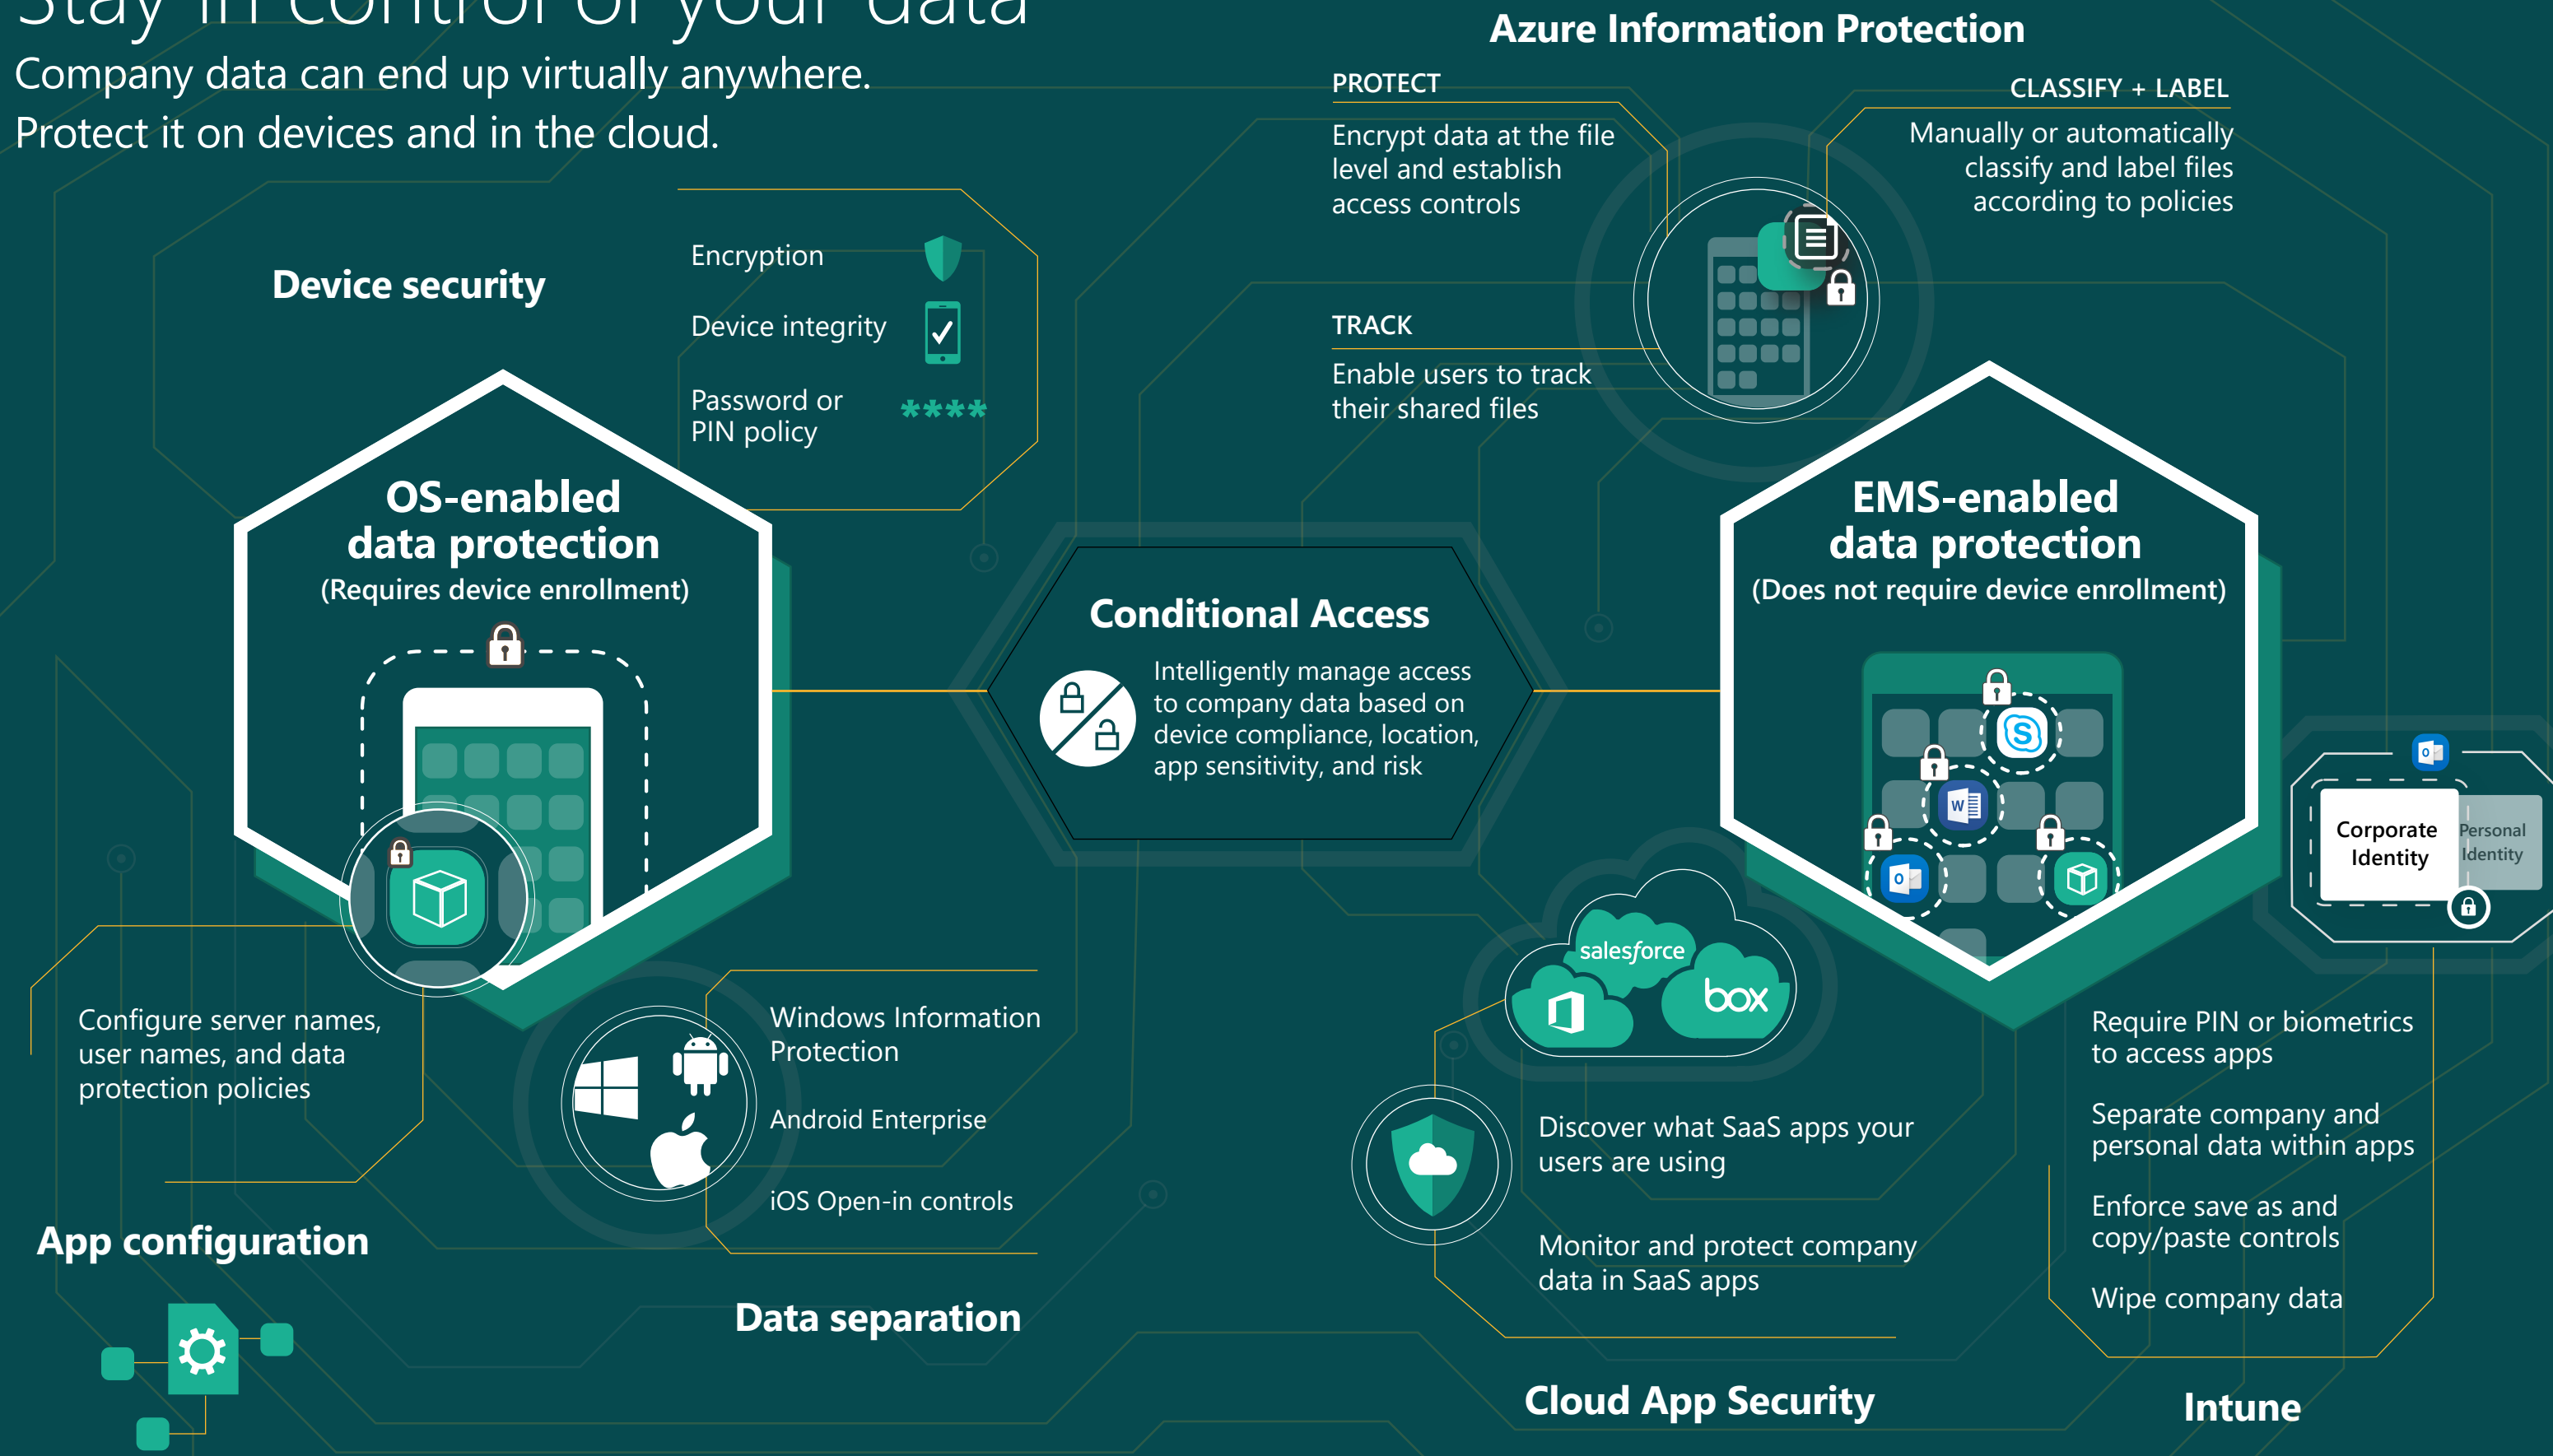 Stay in control of your data
Company data can end up virtually anywhere.
Protect it on devices and in the cloud.
Device security
Encryption
Device integrity
Password or
PIN policy
****
OS-enabled
data protection
(Requires device enrollment)
Configure server names,
user names, and data
protection policies
App configuration
Windows Information
Protection
Android Enterprise
iOS Open-in controls
Data separation
Conditional Access
Intelligently manage access
to company data based on
device compliance, location,
app sensitivity, and risk
Azure Information Protection
PROTECT
Encrypt data at the file
level and establish
access controls
CLASSIFY + LABEL
Manually or automatically
classify and label files
according to policies
TRACK
Enable users to track
their shared files
EMS-enabled
data protection
(Does not require device enrollment)
S
W
O
O
Corporate
Identity
Personal
Identity
salesforce
box
Discover what SaaS apps your
users are using
Monitor and protect company
data in SaaS apps
Cloud App Security
Require PIN or biometrics
to access apps
Separate company and
personal data within apps
Enforce save as and
copy/paste controls
Wipe company data
Intune